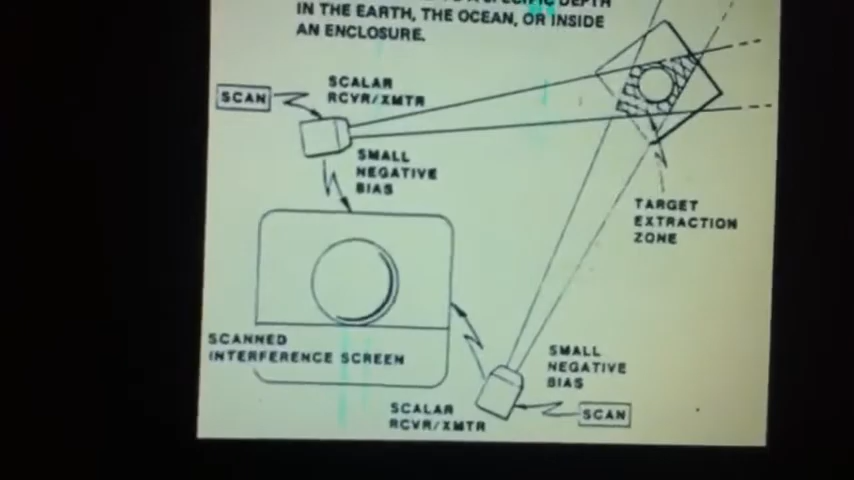 DEPTH
IN THE EARTH, THE OCEAN, OR INSIDE
AN ENCLOSURE.
SCAN
SCALAR
RCVR/XMTR
SMALL
NEGATIVE
BIAS
TARGET
EXTRACTION
ZONE
SCANNED
INTERFERENCE SCREEN
SMALL
NEGATIVE
BIAS
SCALAR
RCVR/XMTR
SCAN